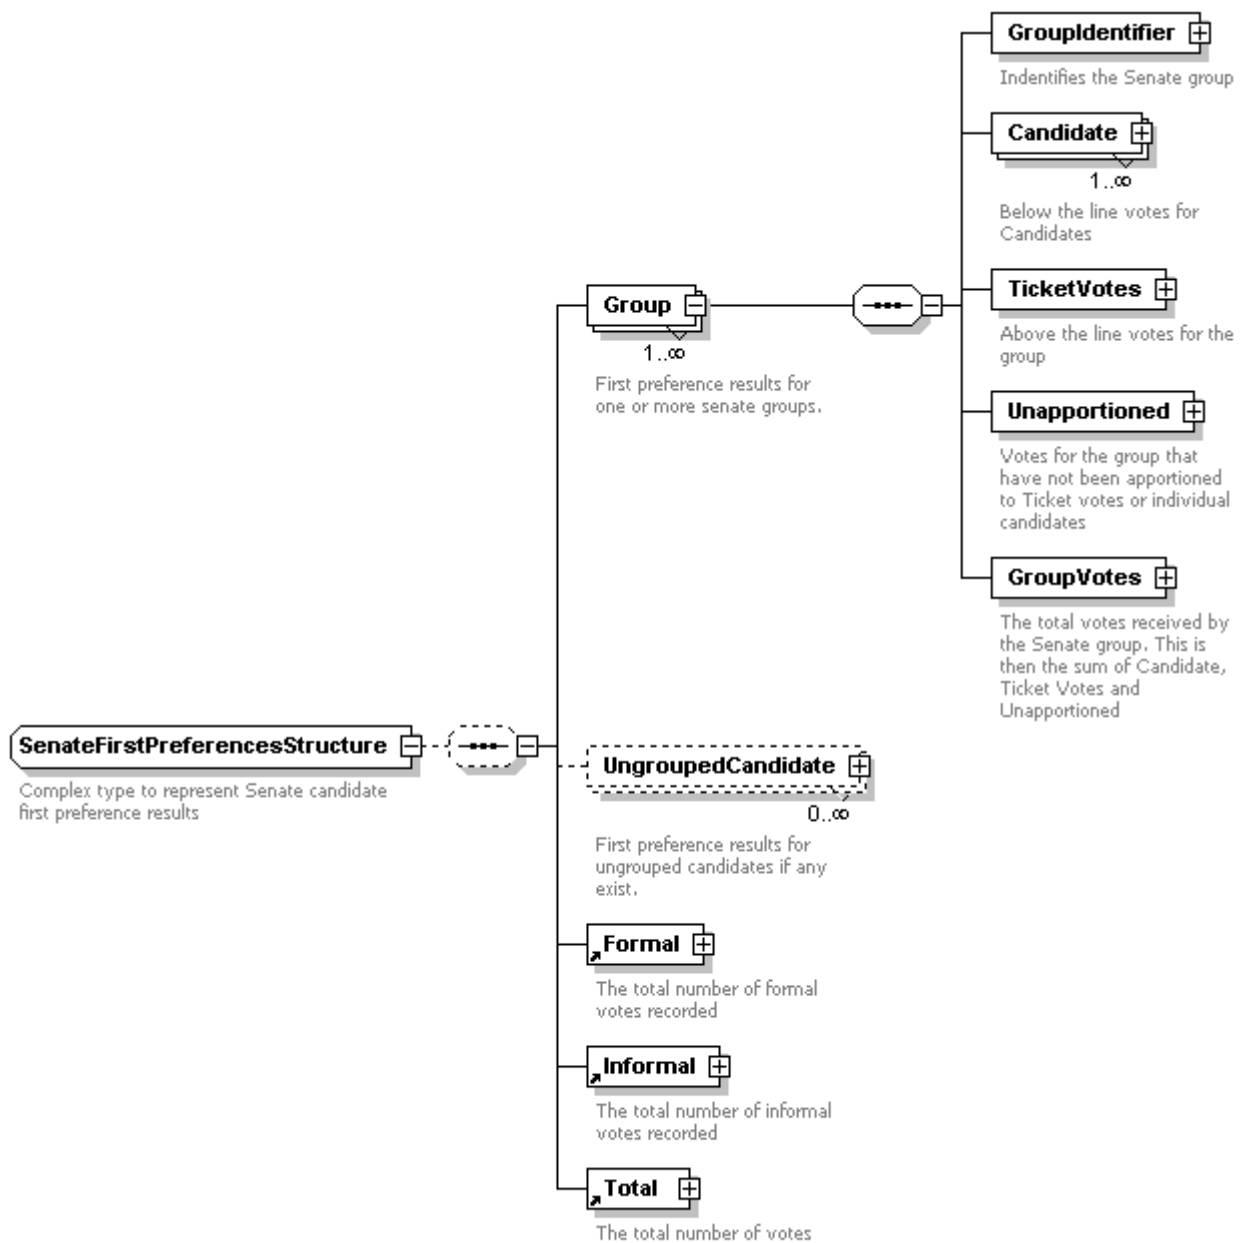 GroupIdentifier
Indentifies the Senate group
Candidate
1..∞
Below the line votes for
Candidates
TicketVotes
Above the line votes for the
group
Group
1..∞
First preference results for
one or more senate groups.
Unapportioned
Votes for the group that
have not been apportioned
to Ticket votes or individual
candidates
GroupVotes
The total votes received by
the Senate group. This is
then the sum of Candidate,
Ticket Votes and
Unapportioned
SenateFirstPreferencesStructure
Complex type to represent Senate candidate
first preference results
UngroupedCandidate
0..∞
First preference results for
ungrouped candidates if any
exist.
Formal
The total number of formal
votes recorded
Informal
The total number of informal
votes recorded
Total
The total number of votes